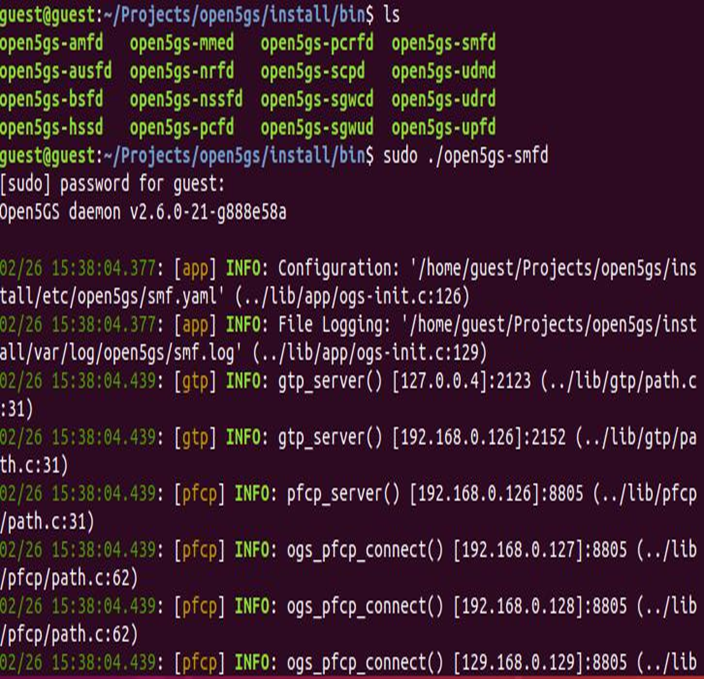 guest@guest:~/Projects/open5gs/install/bin$ ls
open5gs-amfd open5gs-mmed open5gs-pcrfd open5gs-smfd
open5gs-ausfd open5gs-nrfd open5gs-scpd open5gs-udmd
open5gs-bsfd open5gs-nssfd open5gs-sgwcd open5gs-udrd
open5gs-hssd open5gs-pcfd open5gs-sgwud open5gs-upfd
guest@guest:~/Projects/open5gs/install/bin$ sudo ./open5gs-smfd
[sudo] password for guest:
Open5GS daemon v2.6.0-21-g888e58a
02/26 15:38:04.377: [app] INFO: Configuration: '/home/guest/Projects/open5gs/ins
tall/etc/open5gs/smf.yaml' (../lib/app/ogs-init.c:126)
02/26 15:38:04.377: [app] INFO: File Logging: '/home/guest/Projects/open5gs/inst
all/var/log/open5gs/smf.log' (../lib/app/ogs-init.c:129)
02/26 15:38:04.439: [gtp] INFO: gtp_server() [127.0.0.4]:2123 (../lib/gtp/path.c
:31)
02/26 15:38:04.439: [gtp] INFO: gtp_server() [192.168.0.126]:2152 (../lib/gtp/pa
th.c:31)
02/26 15:38:04.439: [pfcp] INFO: pfcp_server() [192.168.0.126]:8805 (../lib/pfcp
/path.c:31)
02/26 15:38:04.439: [pfcp] INFO: ogs_pfcp_connect() [192.168.0.127]:8805 (../lib
/pfcp/path.c:62)
02/26 15:38:04.439: [pfcp] INFO: ogs_pfcp_connect() [192.168.0.128]:8805 (../lib
/pfcp/path.c:62)
02/26 15:38:04.439: [pfcp] INFO: ogs_pfcp_connect() [129.168.0.129]:8805 (../lib